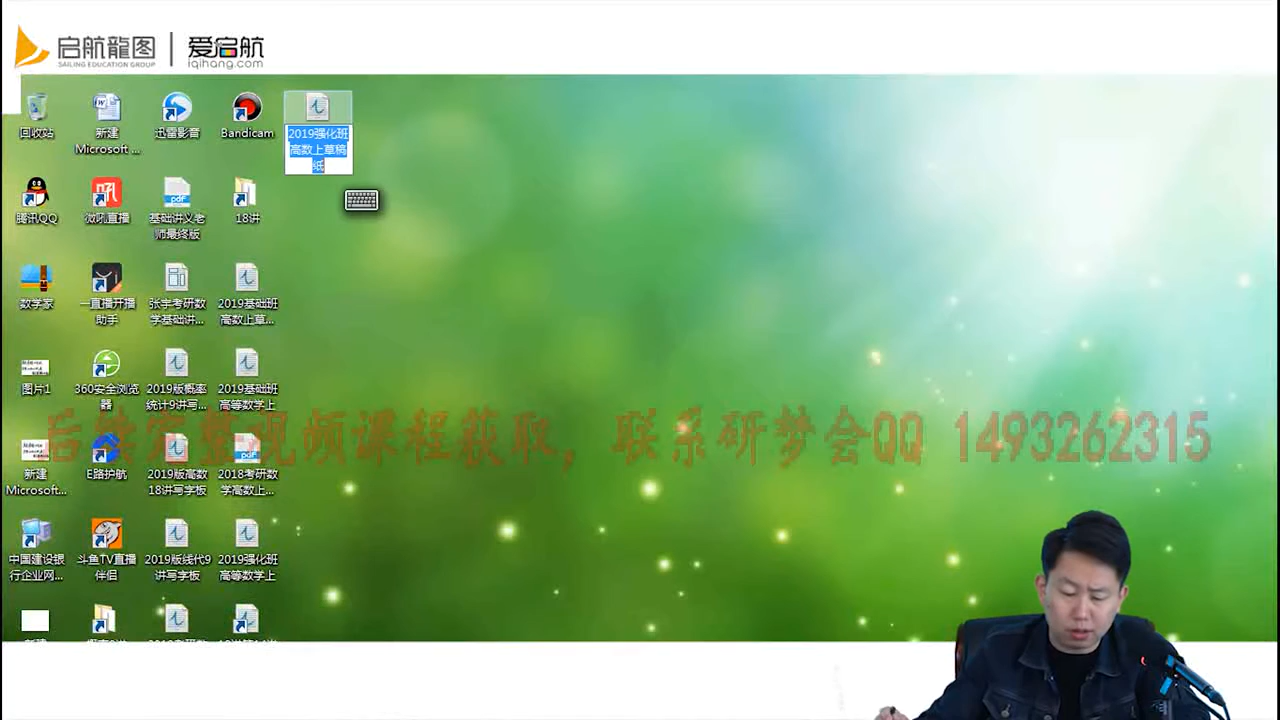 启航龍图
SAILING EDUCATION GROUP
爱启航
iqihang.com
回收站
新建
Microsoft ...
迅雷影音
Bandicam
2019强化班
高数上草稿
纸
腾讯QQ
微吼直播
pdf
基础讲义老
师最终版
18讲
数学家
一直播开播
助手
张宇考研数
学基础讲...
2019基础班
高数上草...
图片1
360安全浏览
器
2019版概率
统计9讲写...
2019基础班
高等数学上
后续完整视频课程获取，联系研梦会QQ 1493262315
新建
Microsoft...
E路护航
2019版高数
18讲写字板
pdf
2018考研数
学高数上...
中国建设银
行企业网...
斗鱼TV直播
伴侣
2019版线代9
讲写字板
2019强化班
高等数学上